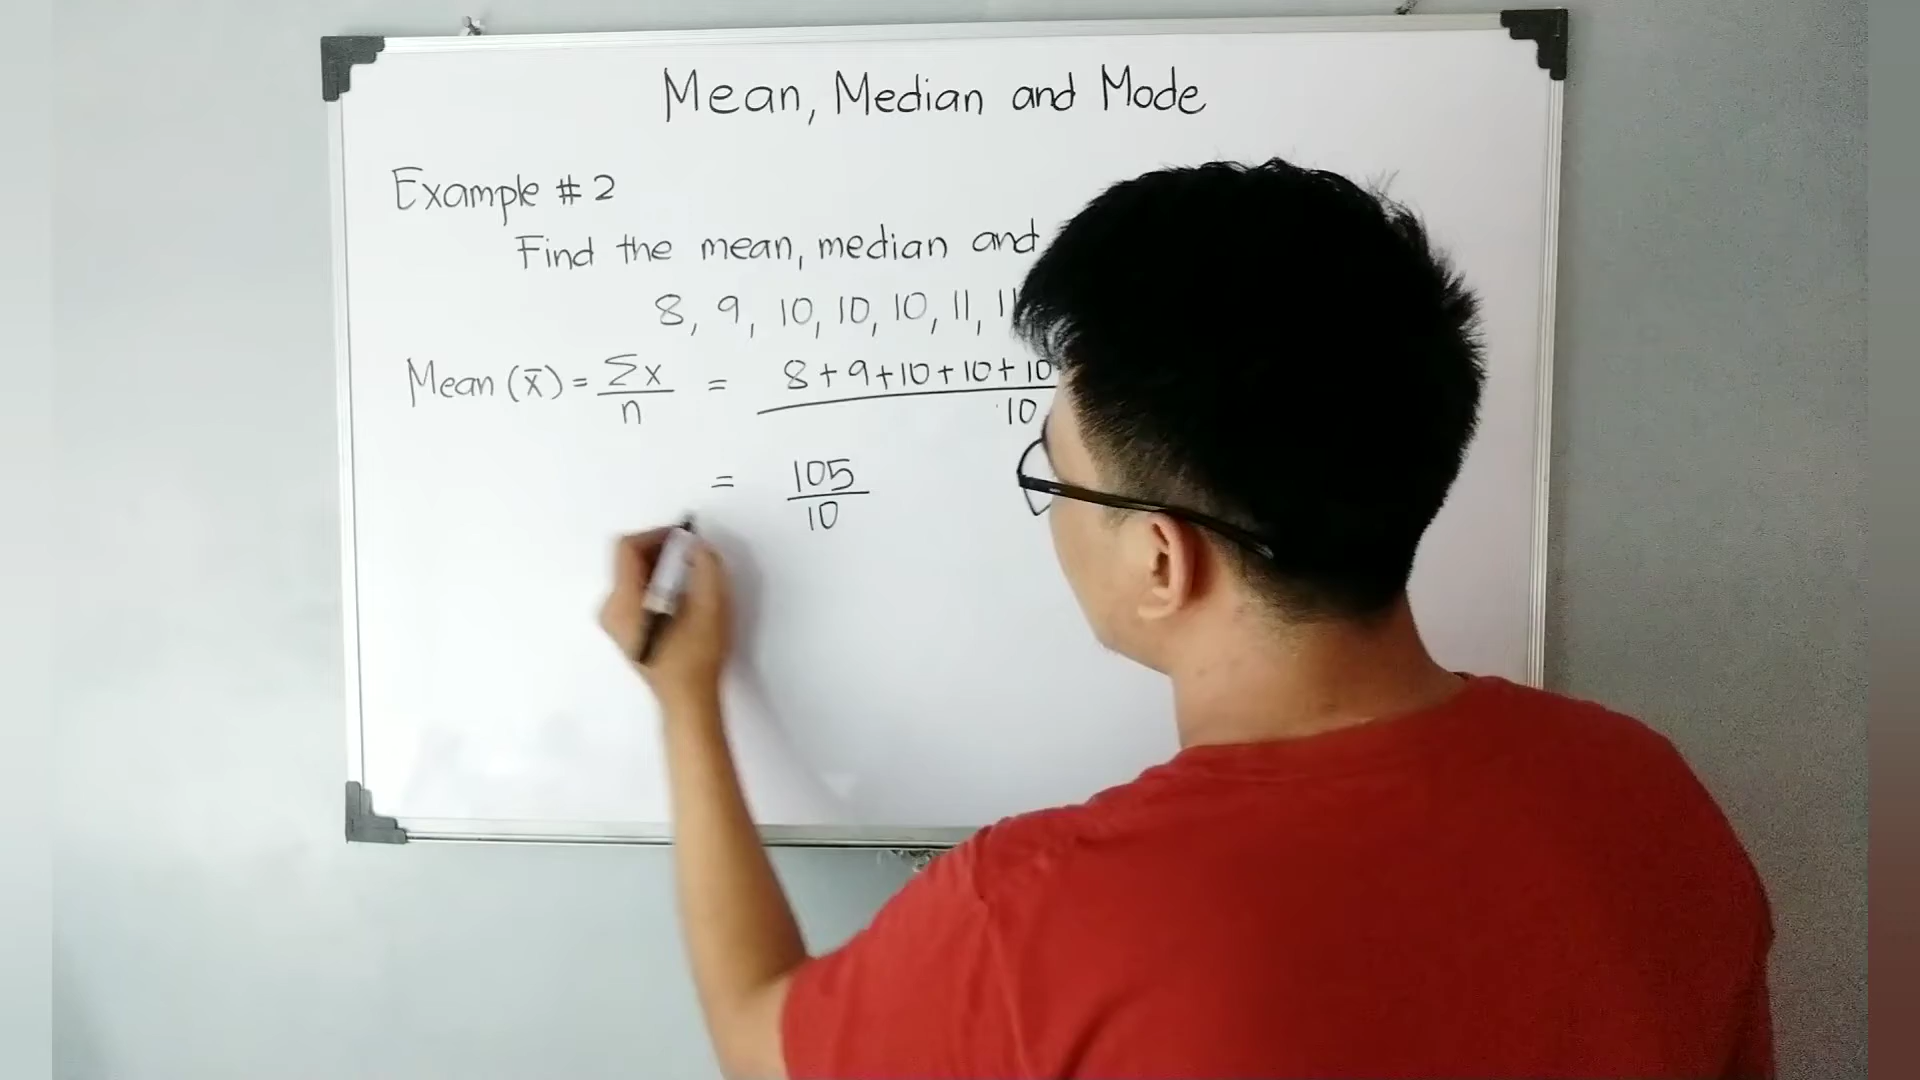 Mean, Median and Mode
Example # 2
Find the mean, median and
8, 9, 10, 10, 10, 11, 11
Mean (x̄) = Σx / n = 8+9+10+10+10 / 10
= 105 / 10